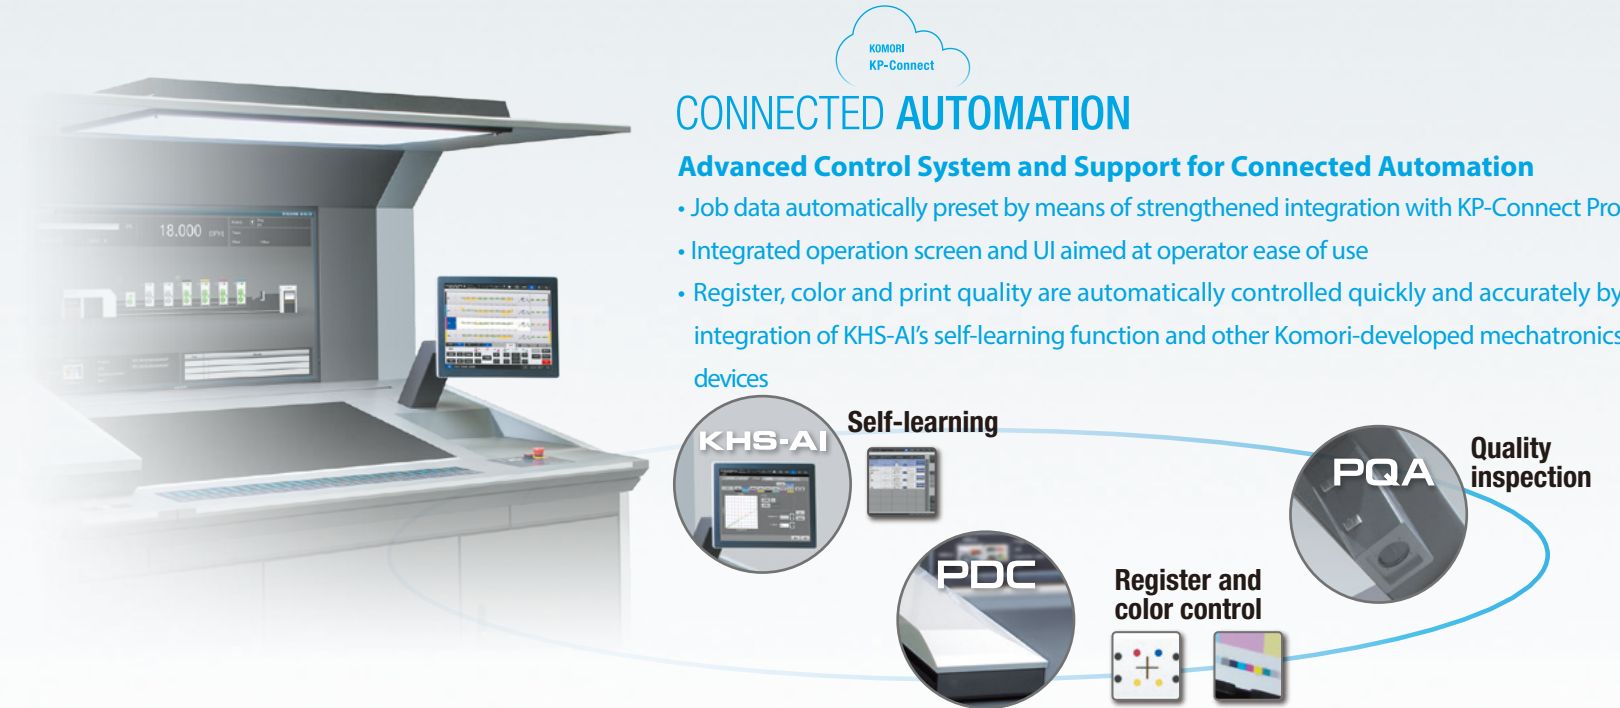 KOMORI
KP-Connect
CONNECTED AUTOMATION
Advanced Control System and Support for Connected Automation
• Job data automatically preset by means of strengthened integration with KP-Connect Pro
• Integrated operation screen and UI aimed at operator ease of use
• Register, color and print quality are automatically controlled quickly and accurately by
integration of KHS-AI’s self-learning function and other Komori-developed mechatronics
devices
18.000
KHS-AI
Self-learning
PQA
Quality
inspection
PDC
Register and
color control